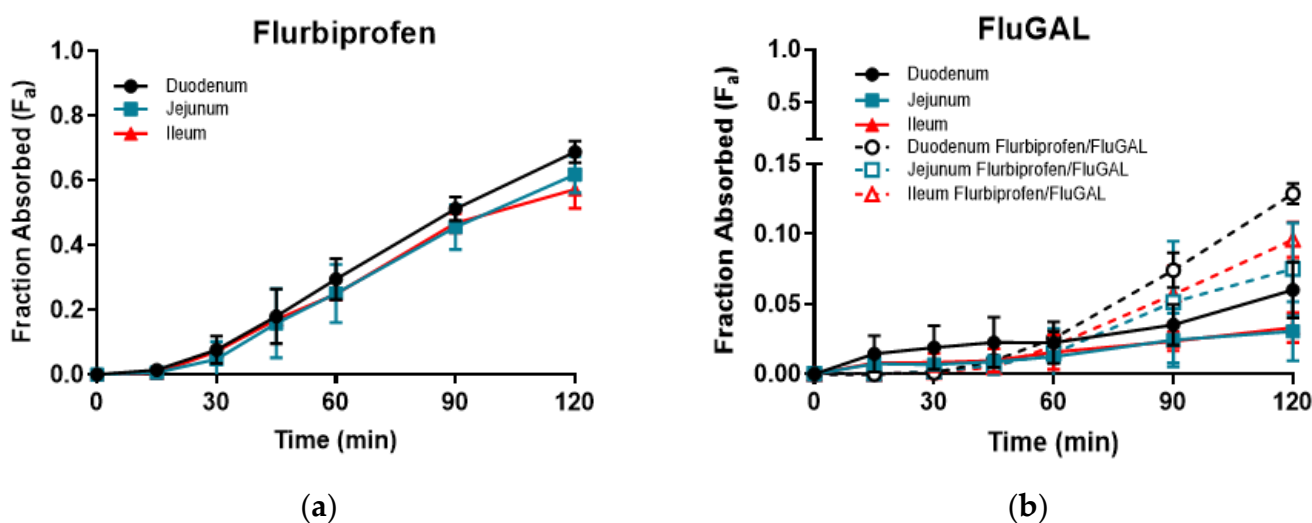 Flurbiprofen
1.0
0.8
0.6
0.4
0.2
0.0
Fraction Absorbed (Fa)
Duodenum
Jejunum
Ileum
0 30 60 90 120
Time (min)
(a)
FluGAL
1.0
0.5
0.15
0.10
0.05
0.00
Fraction Absorbed (Fa)
Duodenum
Jejunum
Ileum
Duodenum Flurbiprofen/FluGAL
Jejunum Flurbiprofen/FluGAL
Ileum Flurbiprofen/FluGAL
0 30 60 90 120
Time (min)
(b)